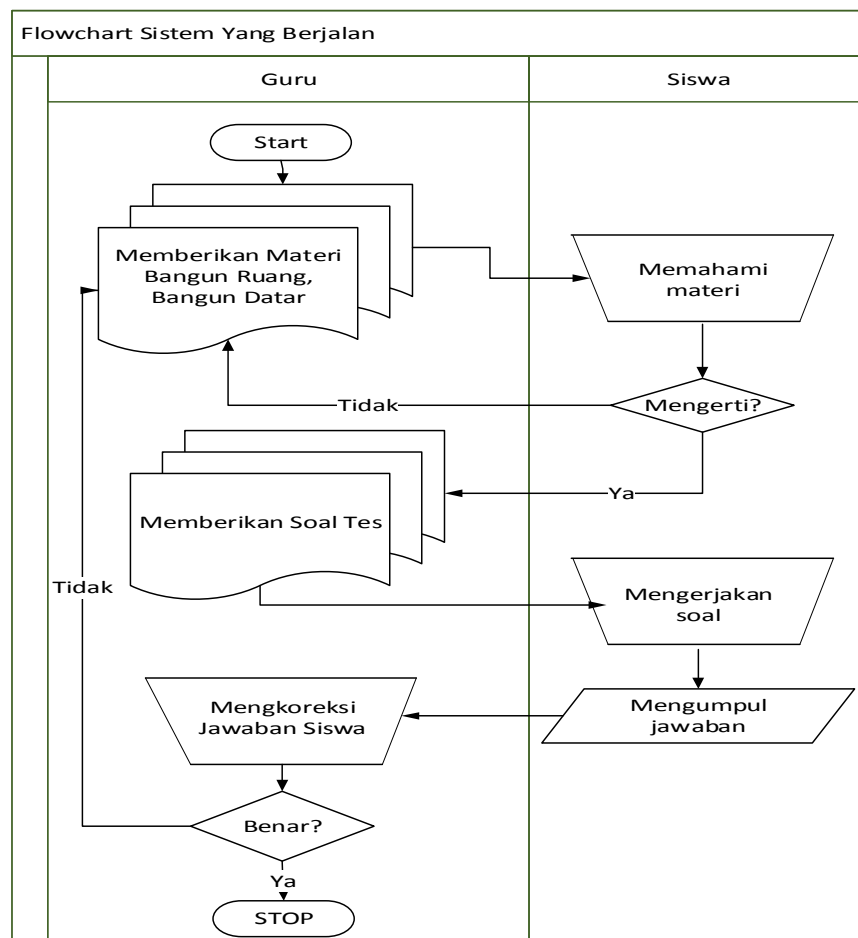 Flowchart Sistem Yang Berjalan
Guru
Siswa
Start
Memberikan Materi
Bangun Ruang,
Bangun Datar
Memahami
materi
Tidak
Mengerti?
Ya
Memberikan Soal Tes
Tidak
Mengerjakan
soal
Mengkoreksi
Jawaban Siswa
Mengumpul
jawaban
Benar?
Ya
STOP